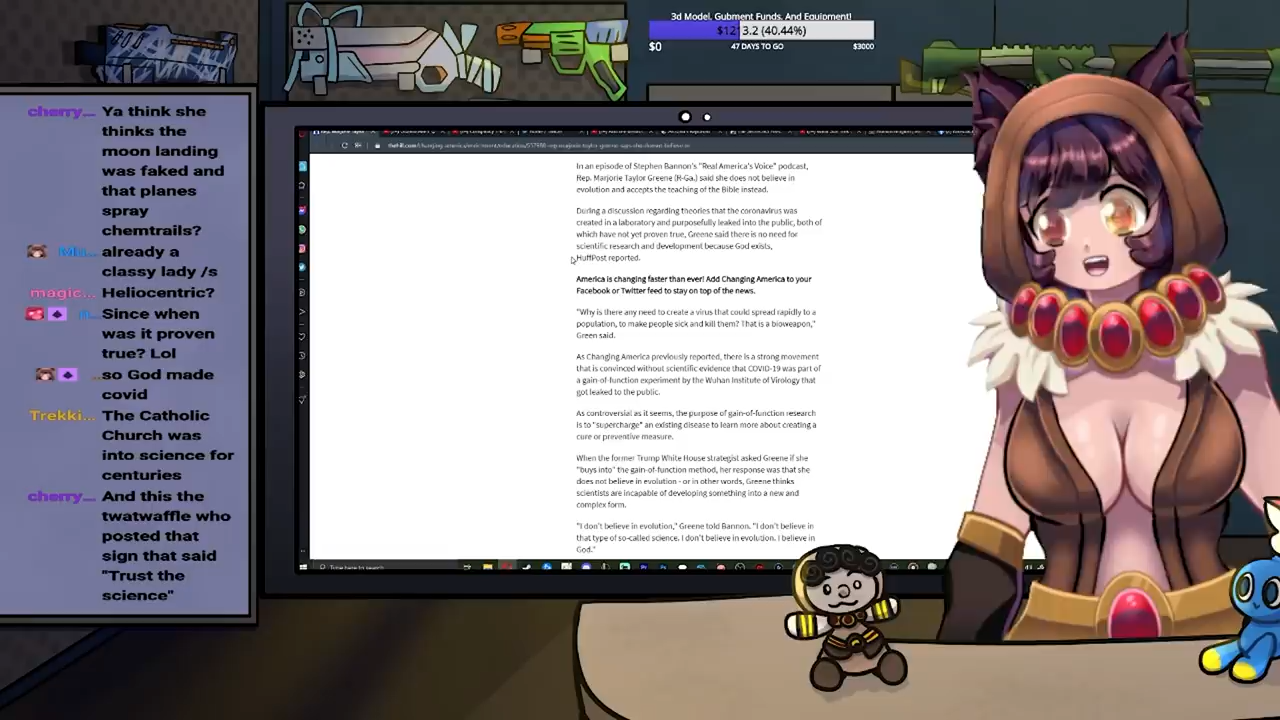 cherry... Ya think she
thinks the
moon landing
was faked and
that planes
spray
chemtrails?
already a
classy lady /s
magic... Heliocentric?
Since when
was it proven
true? Lol
so God made
covid
Trekki... The Catholic
Church was
into science for
centuries
cherry... And this the
twatwaffle who
posted that
sign that said
"Trust the
science"
3d Model, Gubment Funds, And Equipment!
3.2 (40.44%)
$0 47 DAYS TO GO $3000
In an episode of Stephen Bannon's "Real America's Voice" podcast,
Rep. Marjorie Taylor Greene (R-Ga.) said she does not believe in
evolution and accepts the teaching of the Bible instead.
During a discussion regarding theories that the coronavirus was
created in a laboratory and purposefully leaked into the public, both of
which have not yet proven true, Greene said there is no need for
scientific research and development because God exists,
HuffPost reported.
America is changing faster than ever! Add Changing America to your
Facebook or Twitter feed to stay on top of the news.
"Why is there any need to create a virus that could spread rapidly to a
population, to make people sick and kill them? That is a bioweapon,"
Green said.
As Changing America previously reported, there is a strong movement
that is convinced without scientific evidence that COVID-19 was part of
a gain-of-function experiment by the Wuhan Institute of Virology that
got leaked to the public.
As controversial as it seems, the purpose of gain-of-function research
is to "supercharge" an existing disease to learn more about creating a
cure or preventive measure.
When the former Trump White House strategist asked Greene if she
"buys into" the gain-of-function method, her response was that she
does not believe in evolution - or in other words, Greene thinks
scientists are incapable of developing something into a new and
complex form.
"I don't believe in evolution," Greene told Bannon. "I don't believe in
that type of so-called science. I don't believe in evolution. I believe in
God."
Type here to search